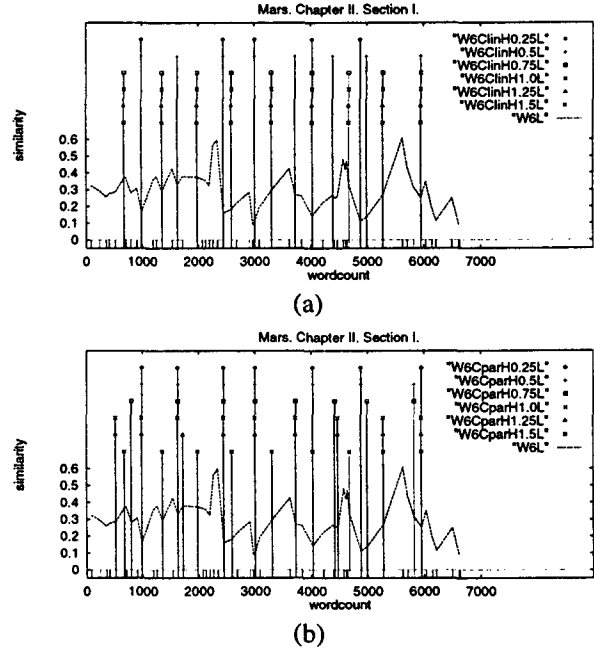 Mars. Chapter II. Section I.
"W6ClinH0.25L"
"W6ClinH0.5L"
"W6ClinH0.75L"
"W6ClinH1.0L"
"W6ClinH1.25L"
"W6ClinH1.5L"
"W6L"
similarity
0.6
0.5
0.4
0.3
0.2
0.1
0
0 1000 2000 3000 4000 5000 6000 7000
wordcount
(a)
Mars. Chapter II. Section I.
"W6CparH0.25L"
"W6CparH0.5L"
"W6CparH0.75L"
"W6CparH1.0L"
"W6CparH1.25L"
"W6CparH1.5L"
"W6L"
similarity
0.6
0.5
0.4
0.3
0.2
0.1
0
0 1000 2000 3000 4000 5000 6000 7000
wordcount
(b)